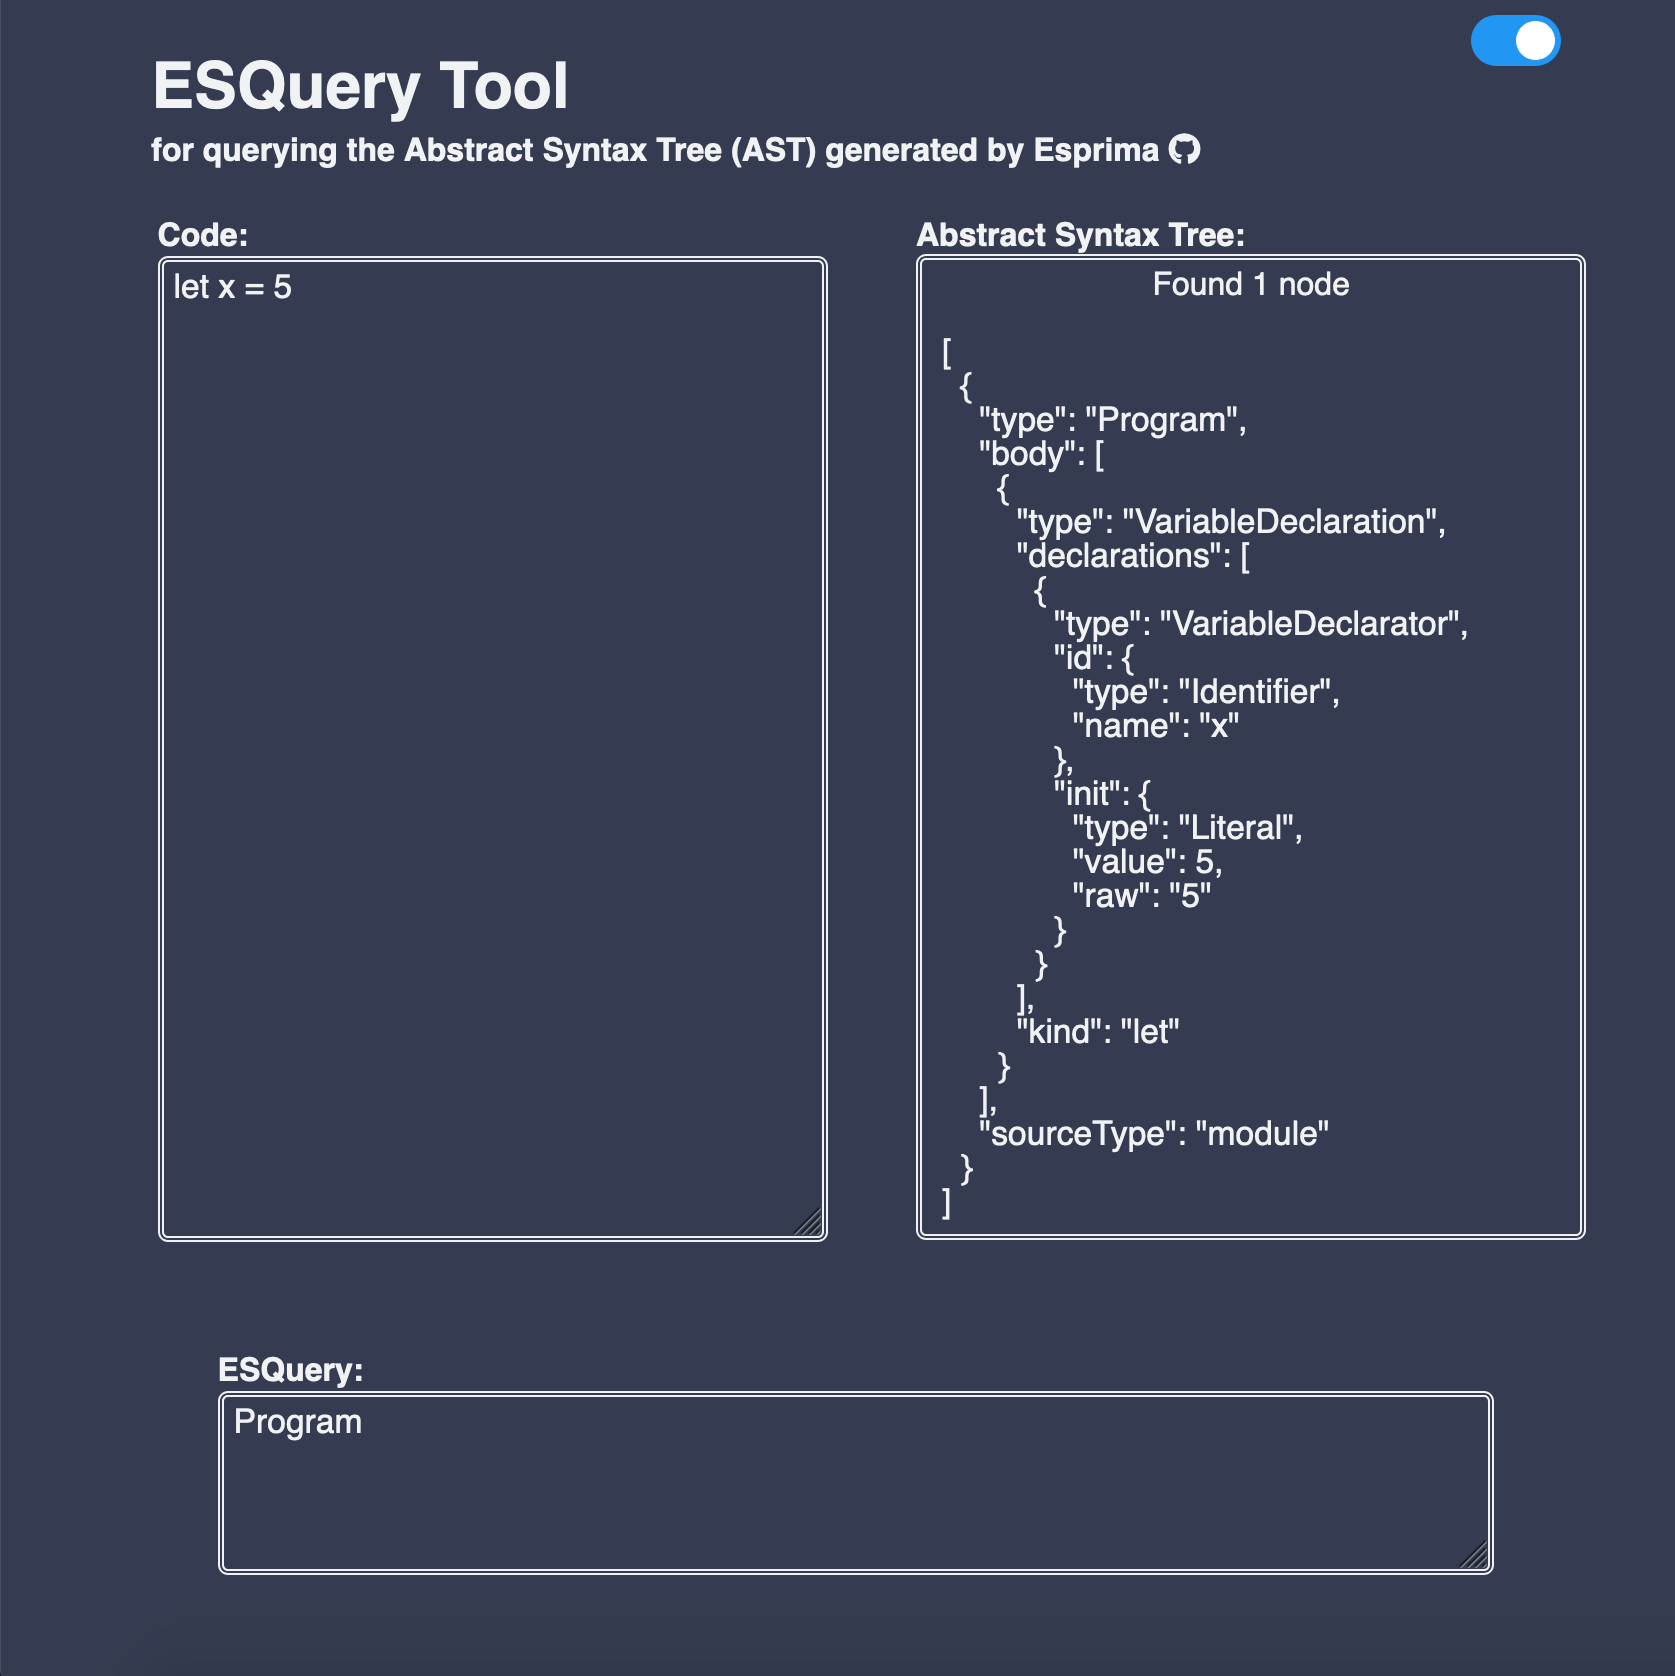 ESQuery Tool
for querying the Abstract Syntax Tree (AST) generated by Esprima
Code:
let x = 5
Abstract Syntax Tree:
Found 1 node
[
{
"type": "Program",
"body": [
{
"type": "VariableDeclaration",
"declarations": [
{
"type": "VariableDeclarator",
"id": {
"type": "Identifier",
"name": "x"
},
"init": {
"type": "Literal",
"value": 5,
"raw": "5"
}
}
],
"kind": "let"
}
],
"sourceType": "module"
}
]
ESQuery:
Program